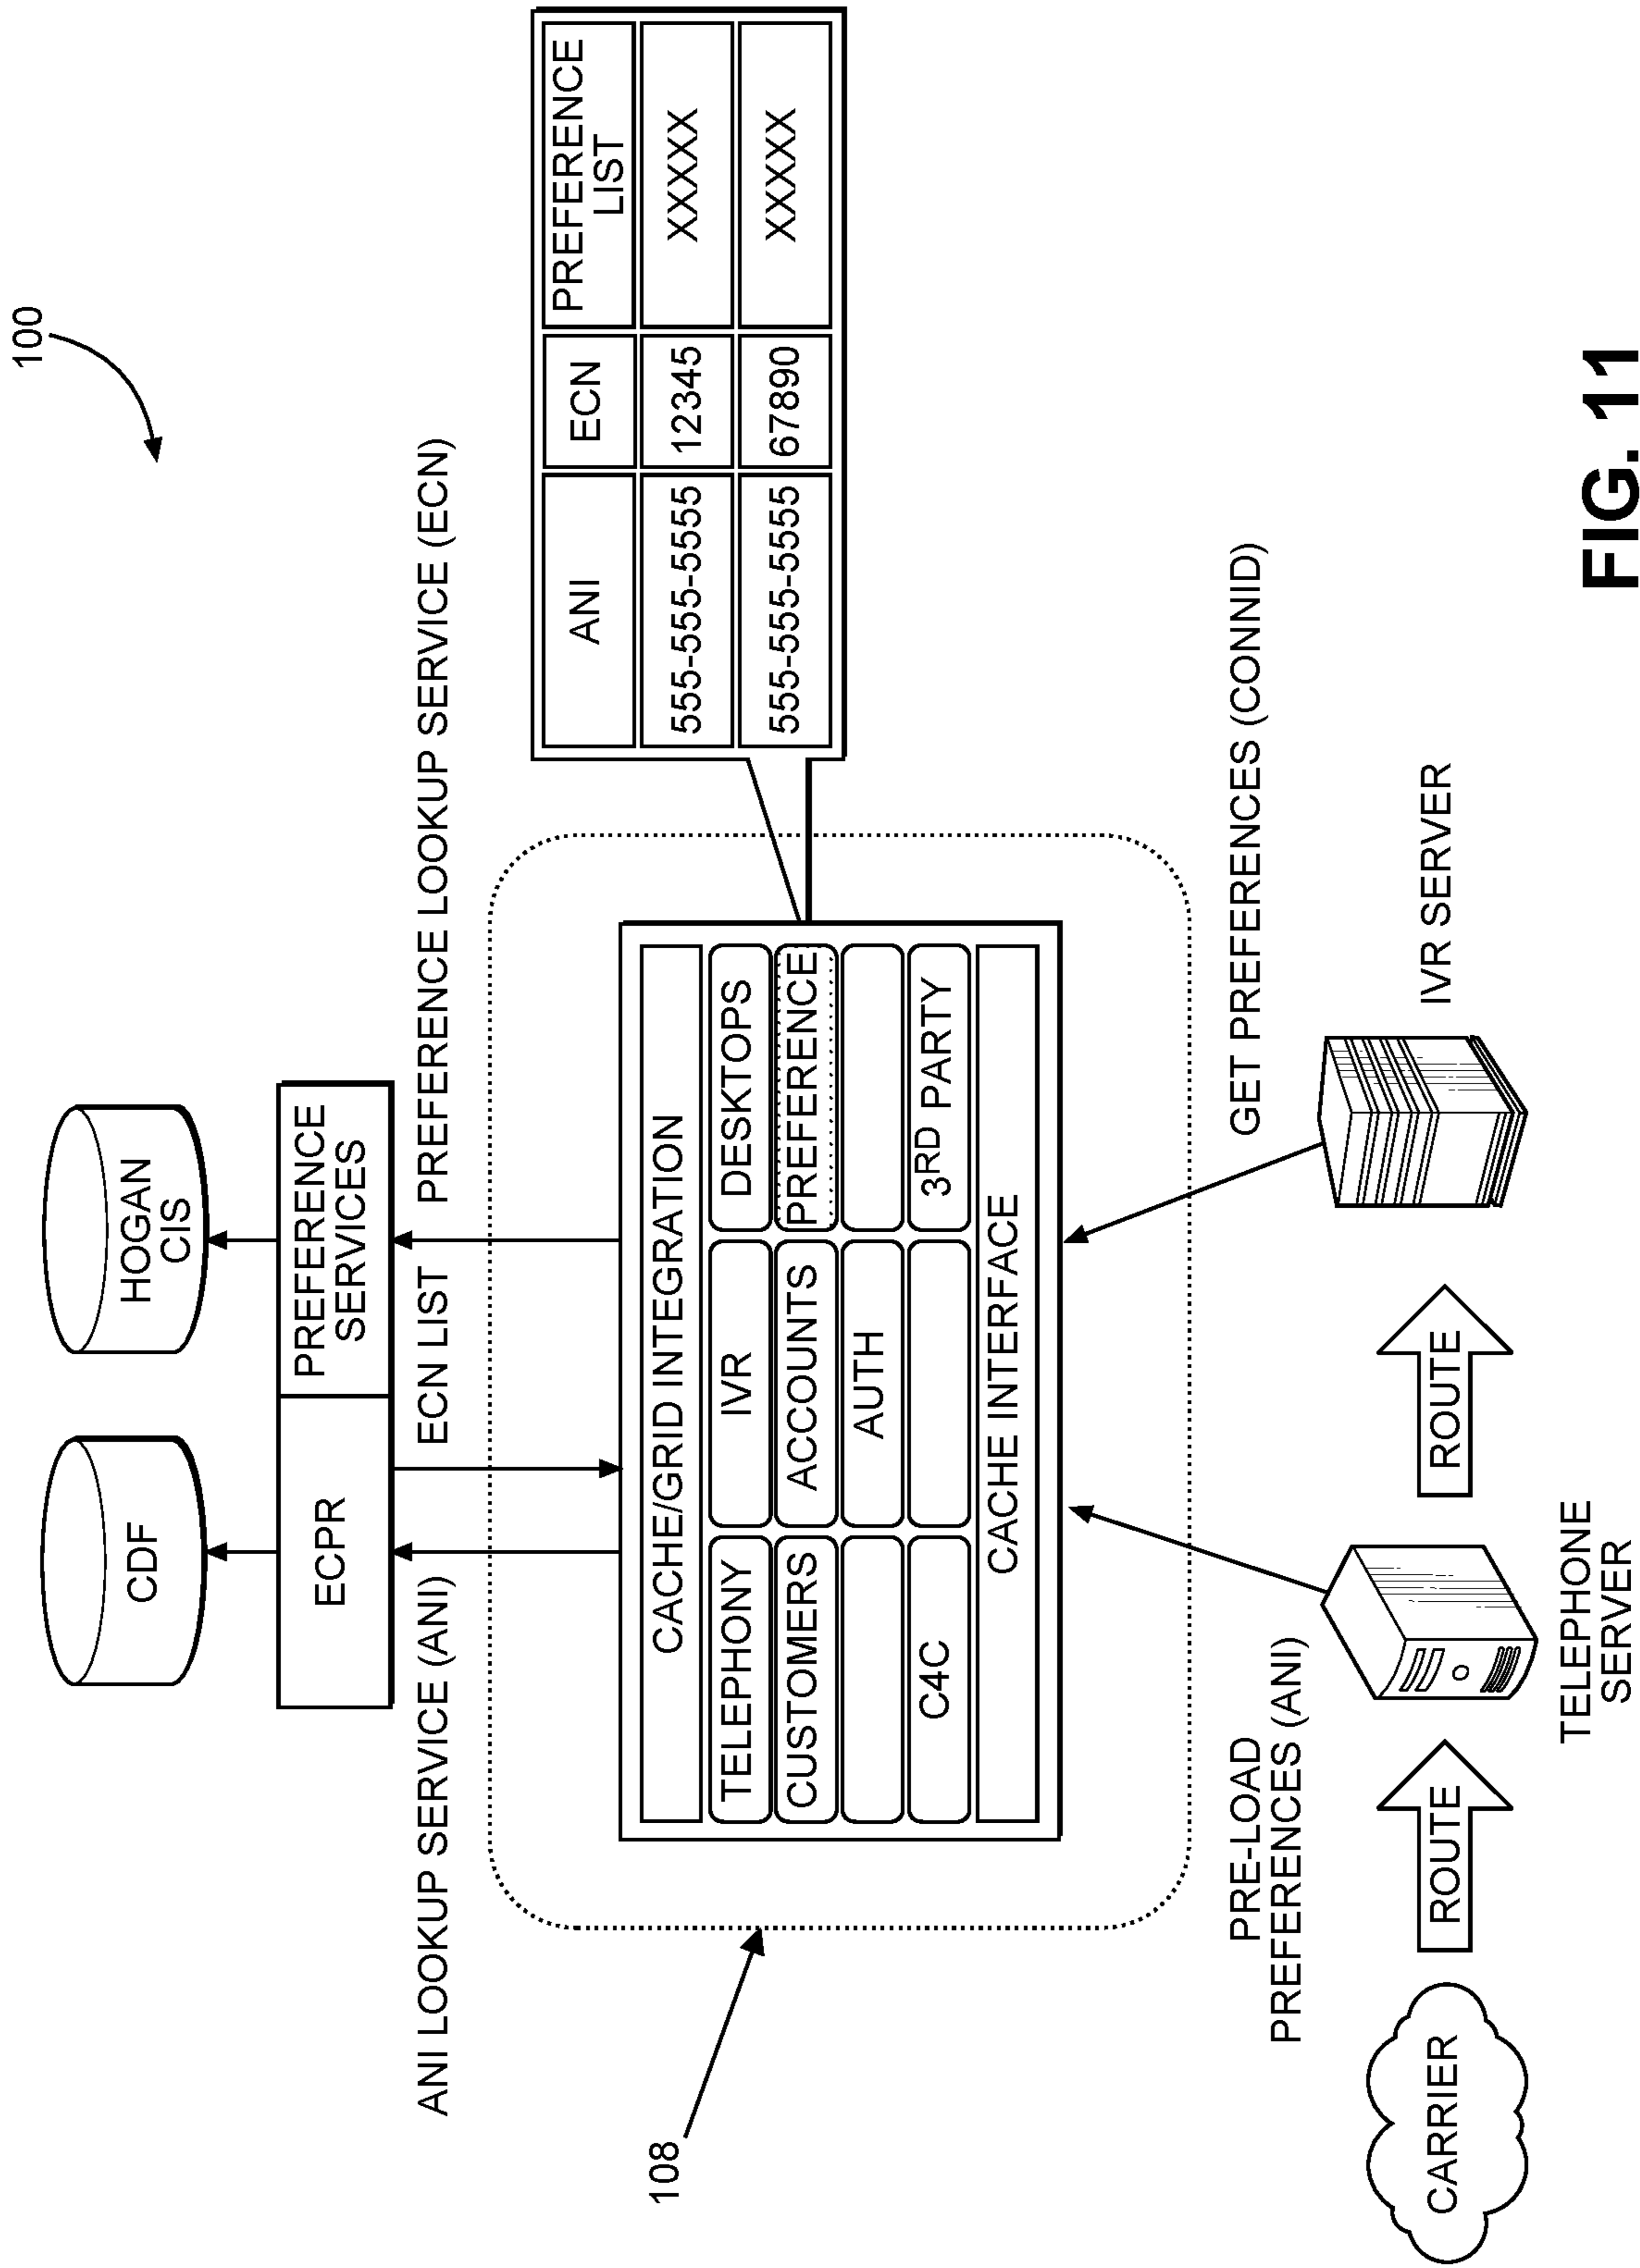 100
CDF
HOGAN
CIS
ECPR
PREFERENCE
SERVICES
ANI LOOKUP SERVICE (ANI)
ECN LIST
PREFERENCE LOOKUP SERVICE (ECN)
108
CACHE/GRID INTEGRATION
TELEPHONY
IVR
DESKTOPS
CUSTOMERS
ACCOUNTS
PREFERENCE
AUTH
C4C
3RD PARTY
CACHE INTERFACE
ANI
ECN
PREFERENCE
LIST
555-555-5555
12345
XXXXX
555-555-5555
67890
XXXXX
PRE-LOAD
PREFERENCES (ANI)
GET PREFERENCES (CONNID)
CARRIER
ROUTE
TELEPHONE
SERVER
ROUTE
IVR SERVER
FIG. 11